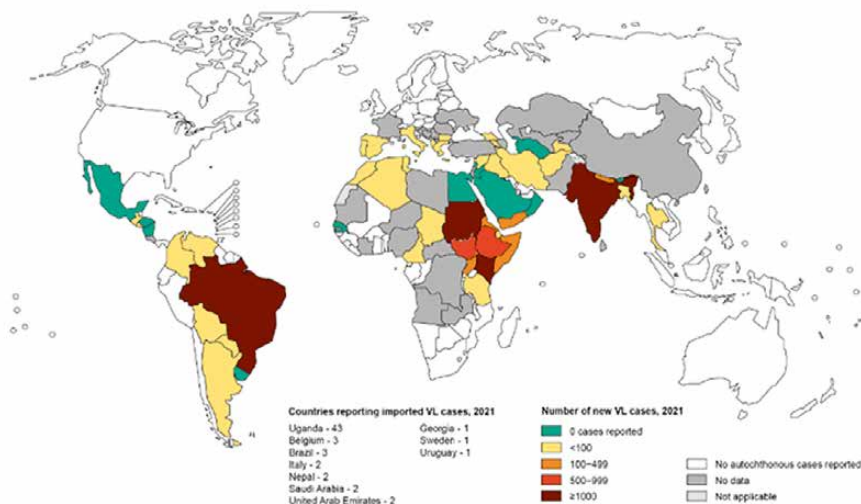 Countries reporting imported VL cases, 2021
Uganda - 43
Belgium - 3
Brazil - 3
Italy - 2
Nepal - 2
Saudi Arabia - 2
United Arab Emirates - 2
Georgia - 1
Sweden - 1
Uruguay - 1
Number of new VL cases, 2021
0 cases reported
<100
100–499
500–999
≥1000
No autochthonous cases reported
No data
Not applicable